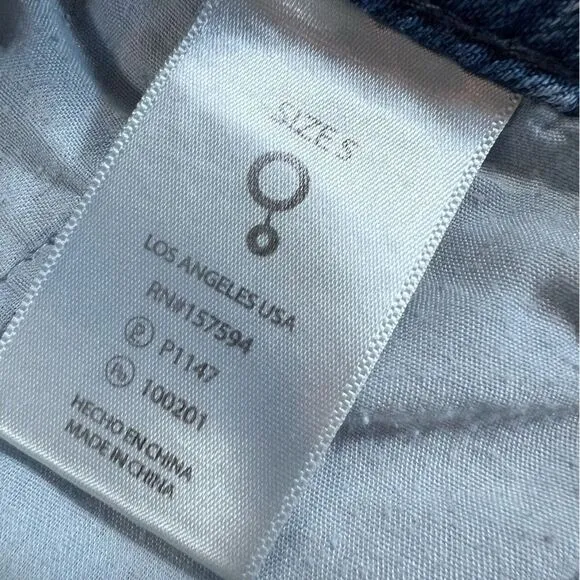 SIZE S
LOS ANGELES USA
RN#157594
P P1147
100201
HECHO EN CHINA
MADE IN CHINA